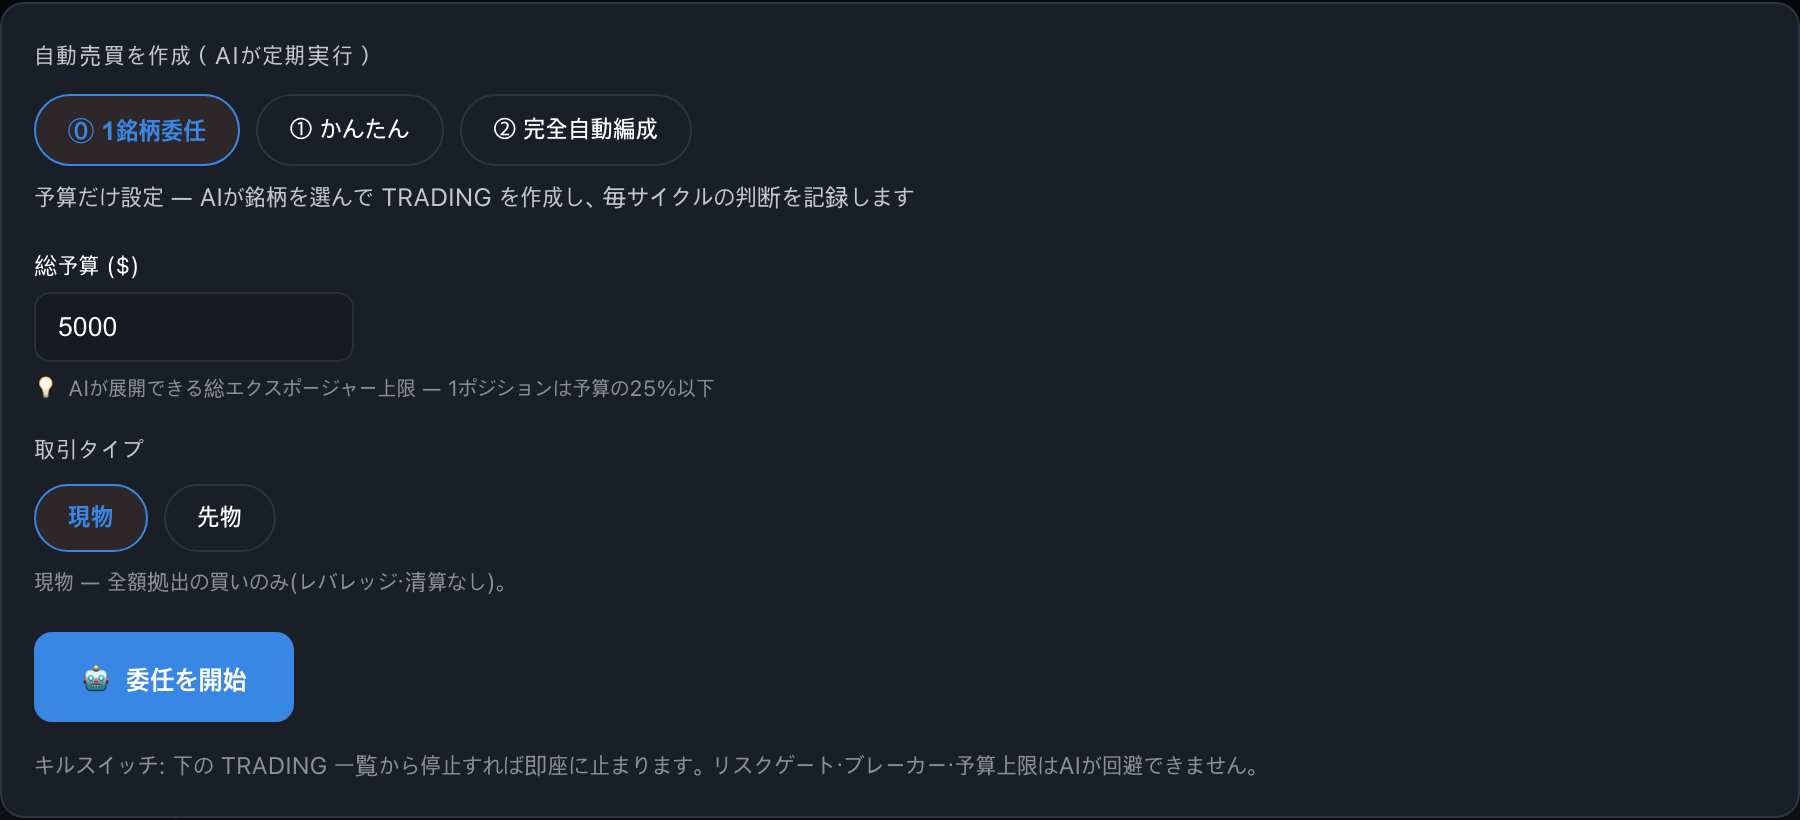 自動売買を作成 ( AIが定期実行 )
⓪ 1銘柄委任
① かんたん
② 完全自動編成
予算だけ設定 — AIが銘柄を選んで TRADING を作成し、毎サイクルの判断を記録します
総予算 ($)
5000
💡 AIが展開できる総エクスポージャー上限 — 1ポジションは予算の25%以下
取引タイプ
現物
先物
現物 — 全額拠出の買いのみ(レバレッジ·清算なし)。
🤖 委任を開始
キルスイッチ: 下の TRADING 一覧から停止すれば即座に止まります。リスクゲート·ブレーカー·予算上限はAIが回避できません。